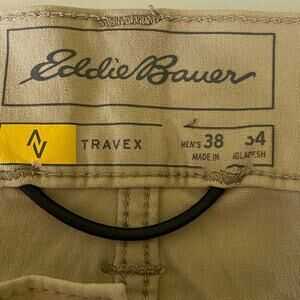 Eddie Bauer
TRAVEX MEN'S 38 34
MADE IN